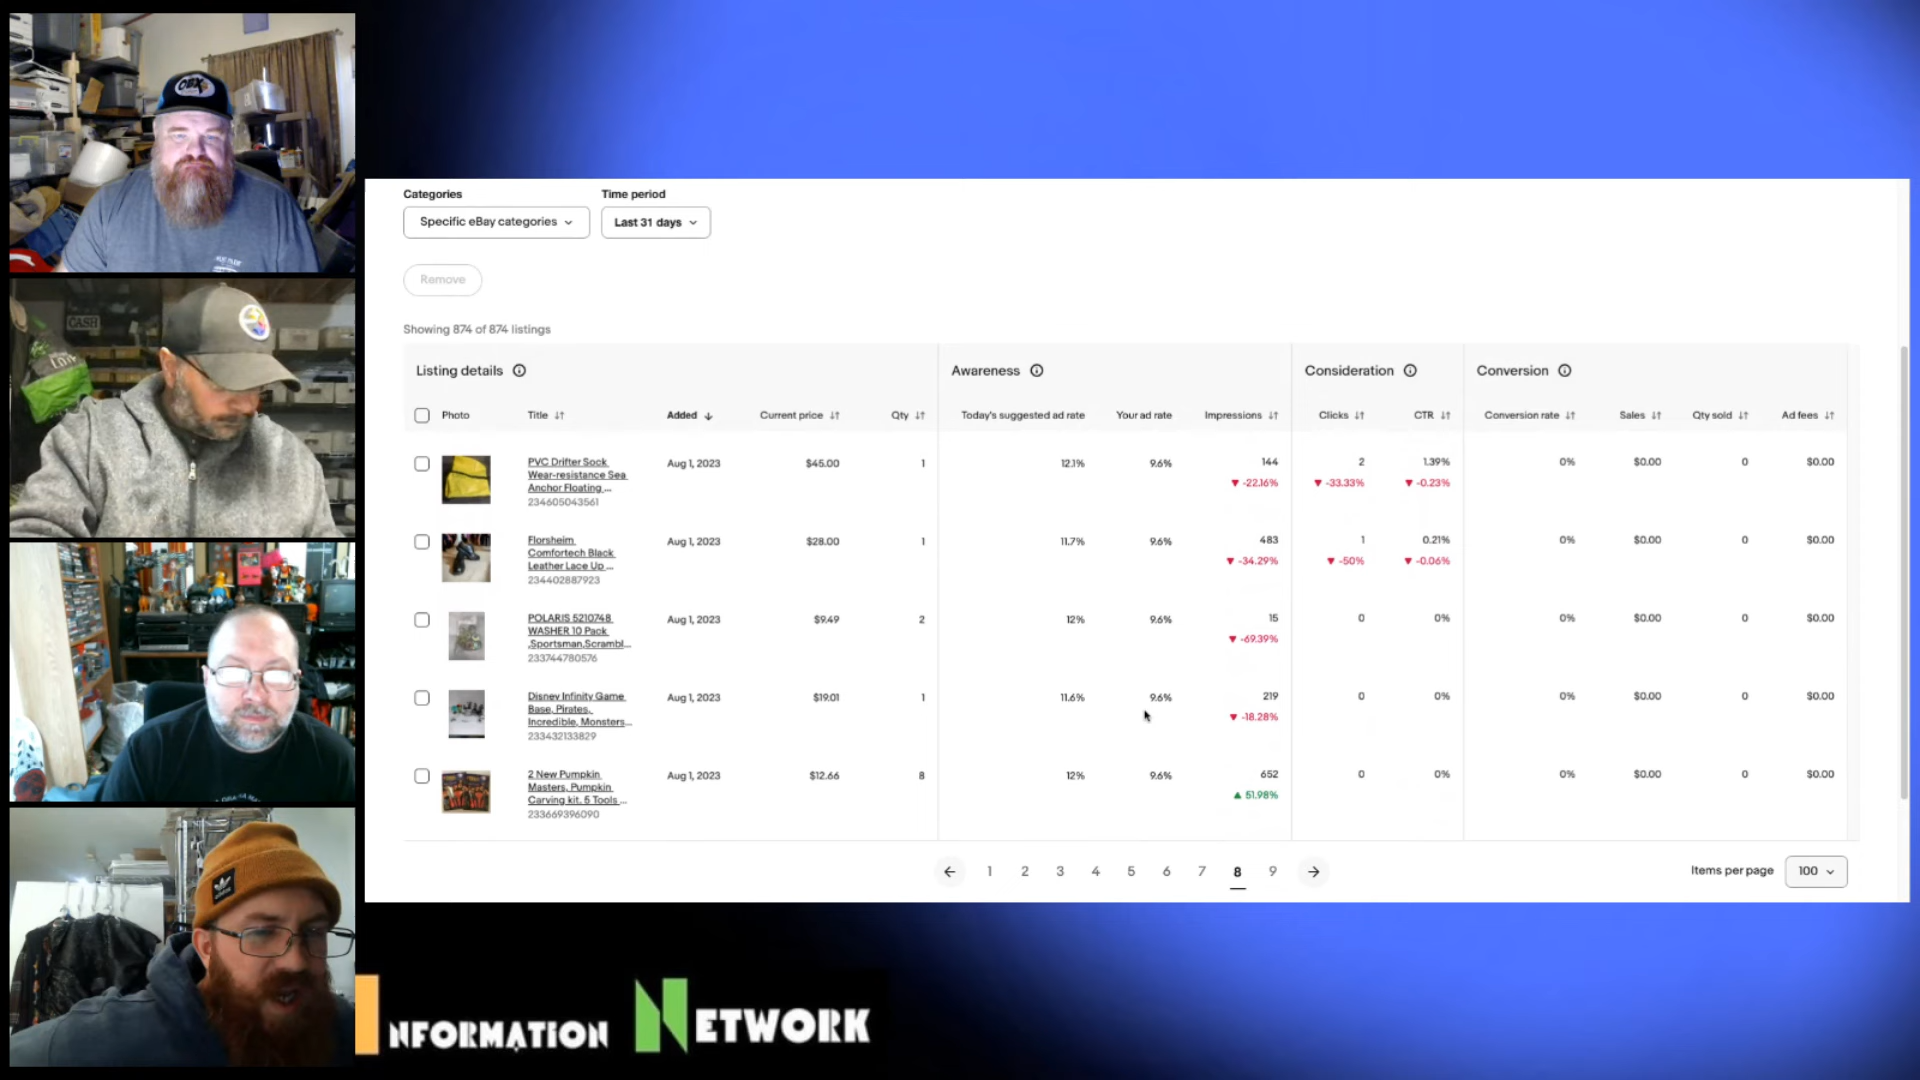 OBX
CASH
Categories
Time period
Specific eBay categories
Last 31 days
Remove
Showing 874 of 874 listings
Listing details
Awareness
Consideration
Conversion
Photo
Title
Added
Current price
Qty
Today's suggested ad rate
Your ad rate
Impressions
Clicks
CTR
Conversion rate
Sales
Qty sold
Ad fees
PVC Drifter Sock
Wear-resistance Sea
Anchor Floating ...
234605043561
Aug 1, 2023
$45.00
1
12.1%
9.6%
144
-22.16%
2
-33.33%
1.39%
-0.23%
0%
$0.00
0
$0.00
Florsheim
Comfortech Black
Leather Lace Up ...
234402887923
Aug 1, 2023
$28.00
1
11.7%
9.6%
483
-34.29%
1
-50%
0.21%
-0.06%
0%
$0.00
0
$0.00
POLARIS 5210748
WASHER 10 Pack
,Sportsman,Scrambl...
233744780576
Aug 1, 2023
$9.49
2
12%
9.6%
15
-69.39%
0
0%
0%
$0.00
0
$0.00
Disney Infinity Game
Base, Pirates,
Incredible, Monsters...
233432133829
Aug 1, 2023
$19.01
1
11.6%
9.6%
219
-18.28%
0
0%
0%
$0.00
0
$0.00
2 New Pumpkin
Masters, Pumpkin
Carving kit. 5 Tools ...
233669396090
Aug 1, 2023
$12.66
8
12%
9.6%
652
51.98%
0
0%
0%
$0.00
0
$0.00
1 2 3 4 5 6 7 8 9
Items per page
100
INFORMATION NETWORK